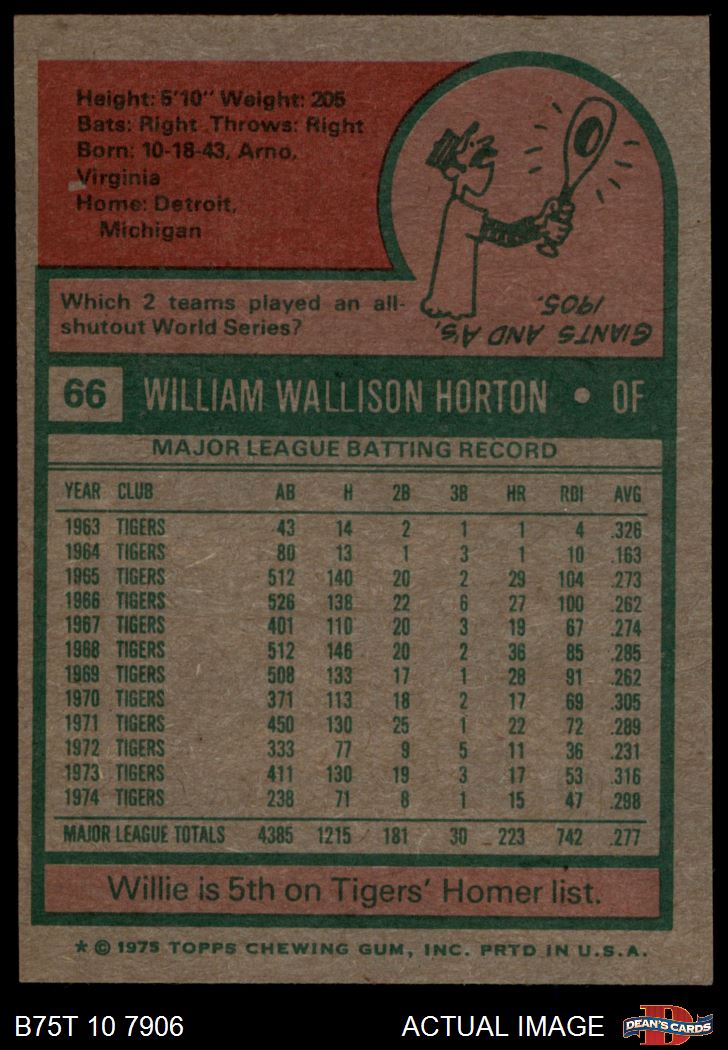 Height: 5'10" Weight: 205
Bats: Right Throws: Right
Born: 10-18-43, Arno,
Virginia
Home: Detroit,
Michigan
Which 2 teams played an all-
shutout World Series?
GIANTS AND A'S,
1905.
66 WILLIAM WALLISON HORTON • OF
MAJOR LEAGUE BATTING RECORD
YEAR CLUB AB H 2B 3B HR RBI AVG
1963 TIGERS 43 14 2 1 1 4 .326
1964 TIGERS 80 13 1 3 1 10 .163
1965 TIGERS 512 140 20 2 29 104 .273
1966 TIGERS 526 138 22 6 27 100 .262
1967 TIGERS 401 110 20 3 19 67 .274
1968 TIGERS 512 146 20 2 36 85 .285
1969 TIGERS 508 133 17 1 28 91 .262
1970 TIGERS 371 113 18 2 17 69 .305
1971 TIGERS 450 130 25 1 22 72 .289
1972 TIGERS 333 77 9 5 11 36 .231
1973 TIGERS 411 130 19 3 17 53 .316
1974 TIGERS 238 71 8 1 15 47 .298
MAJOR LEAGUE TOTALS 4385 1215 181 30 223 742 .277
Willie is 5th on Tigers' Homer list.
* © 1975 TOPPS CHEWING GUM, INC. PRTD IN U.S.A.
B75T 10 7906 ACTUAL IMAGE D DEAN'S CARDS